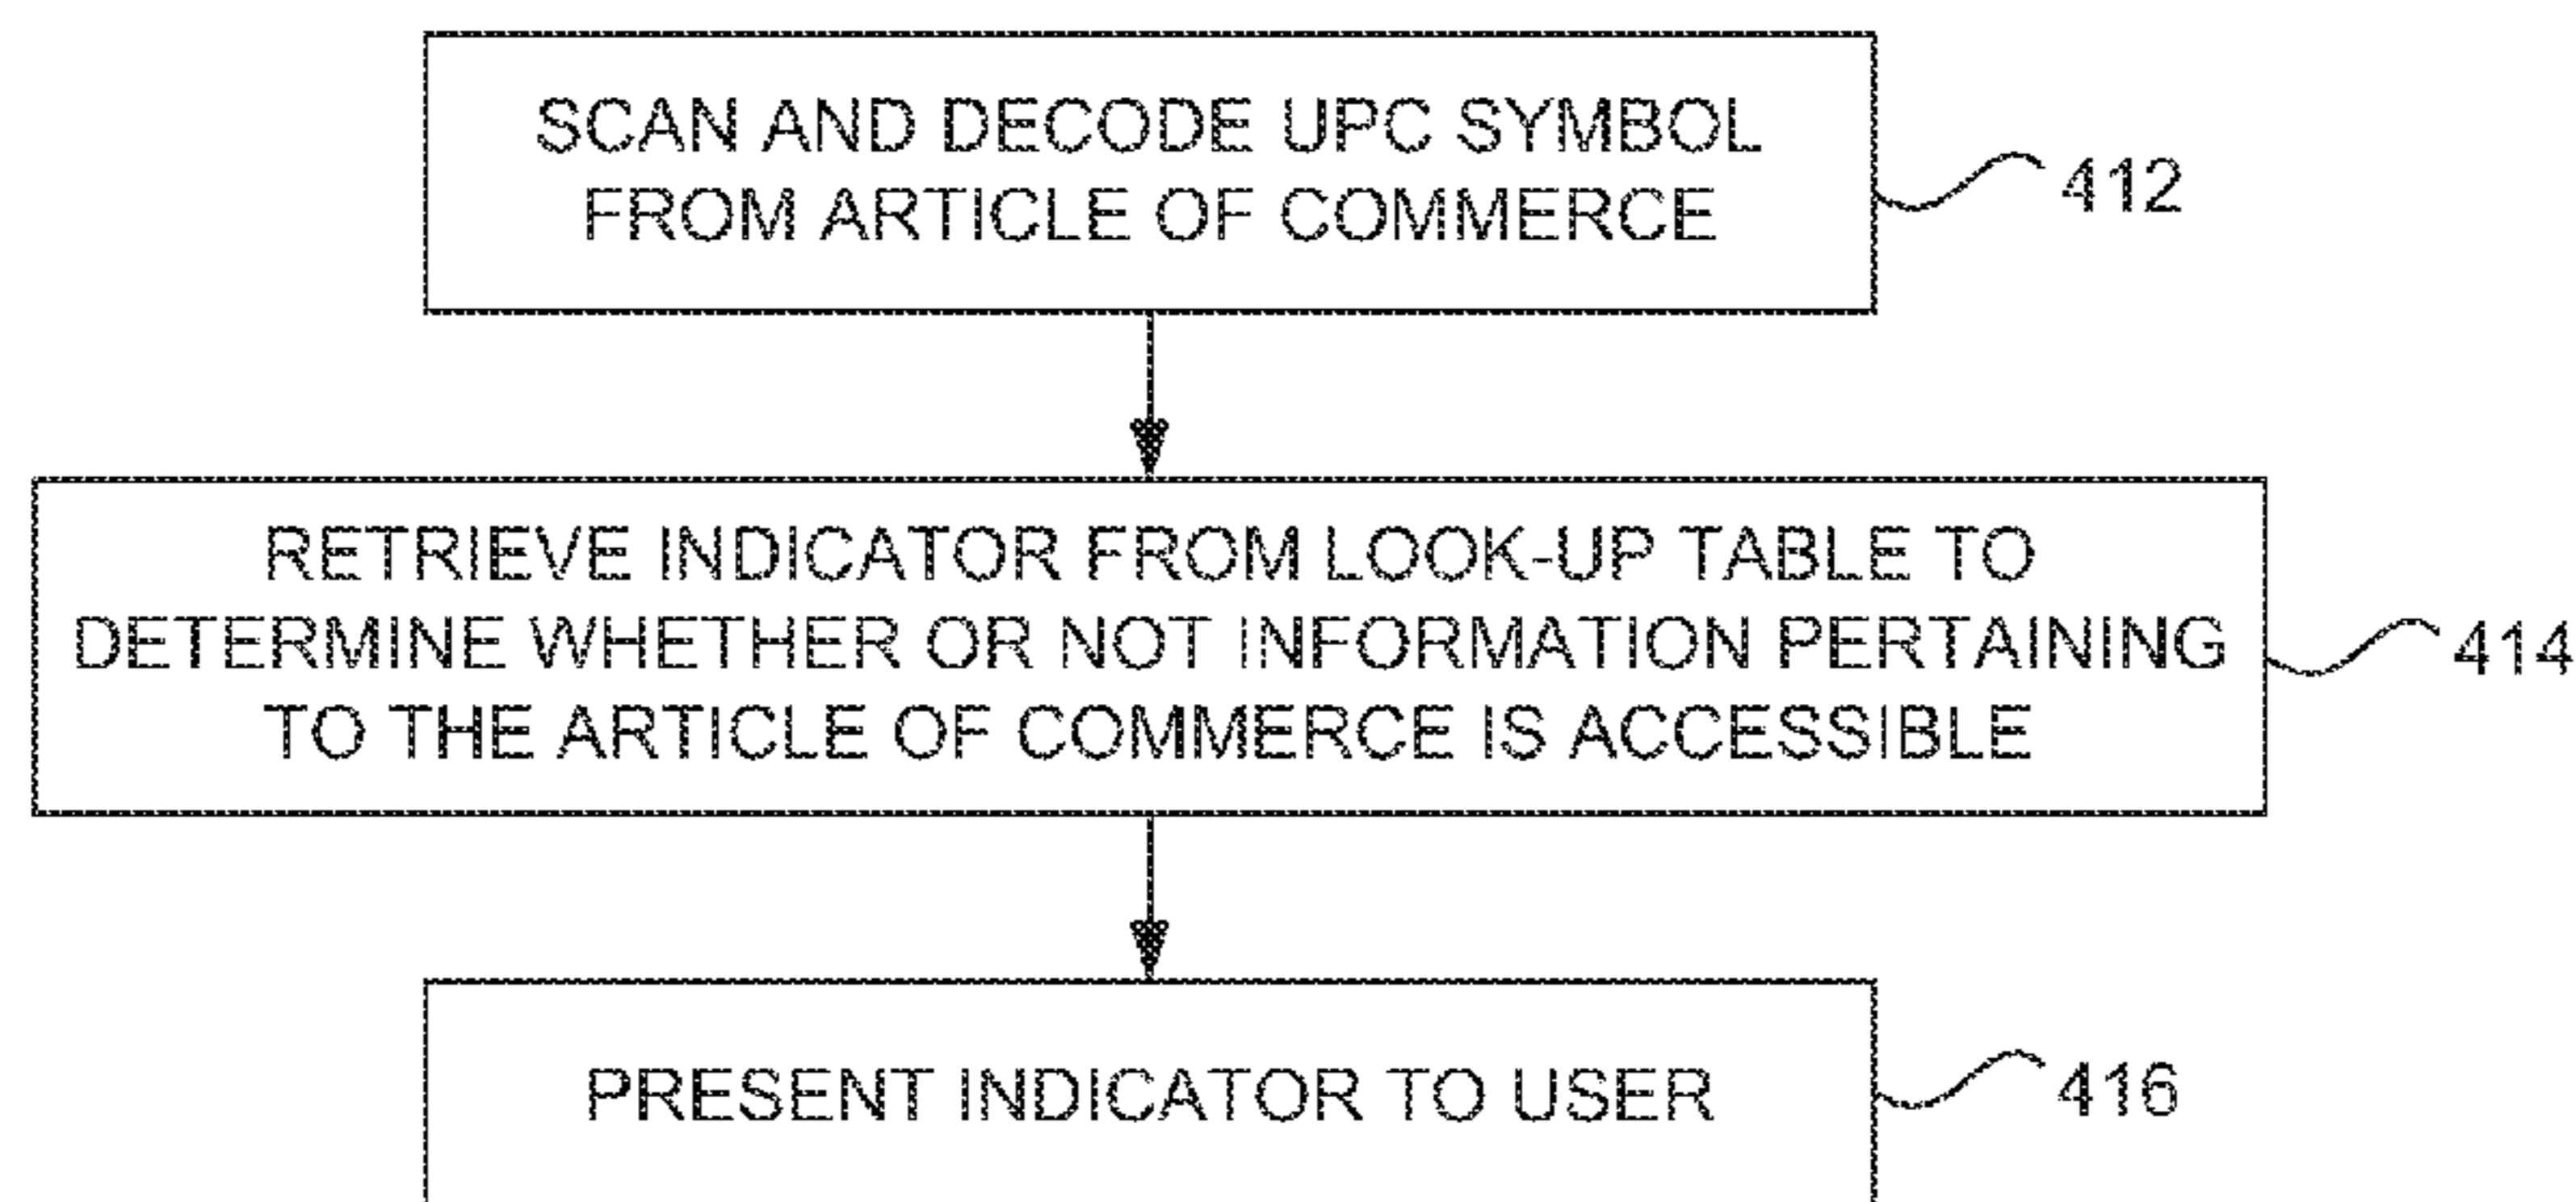 SCAN AND DECODE UPC SYMBOL
FROM ARTICLE OF COMMERCE
412
RETRIEVE INDICATOR FROM LOOK-UP TABLE TO
DETERMINE WHETHER OR NOT INFORMATION PERTAINING
TO THE ARTICLE OF COMMERCE IS ACCESSIBLE
414
PRESENT INDICATOR TO USER
416